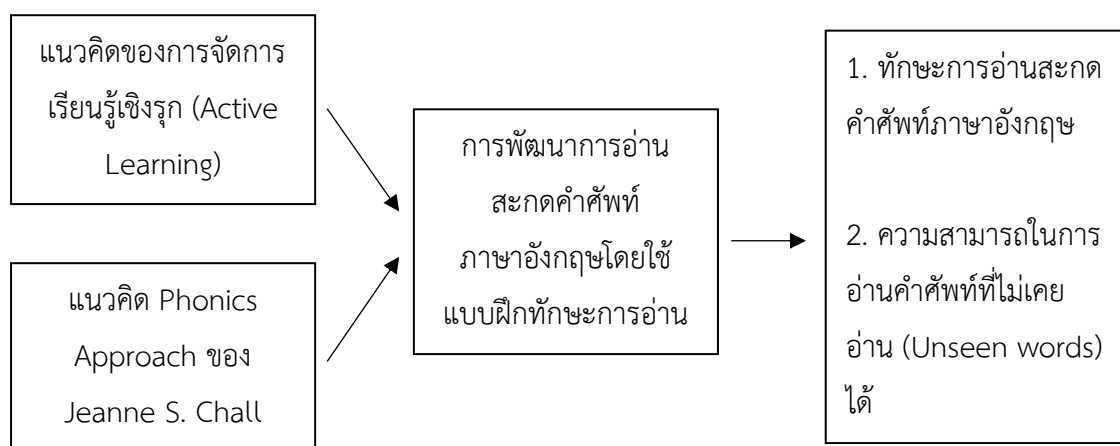 แนวคิดของการจัดการ
เรียนรู้เชิงรุก (Active
Learning)
แนวคิด Phonics
Approach ของ
Jeanne S. Chall
การพัฒนาการอ่าน
สะกดคำศัพท์
ภาษาอังกฤษโดยใช้
แบบฝึกทักษะการอ่าน
1. ทักษะการอ่านสะกด
คำศัพท์ภาษาอังกฤษ
2. ความสามารถในการ
อ่านคำศัพท์ที่ไม่เคย
อ่าน (Unseen words)
ได้